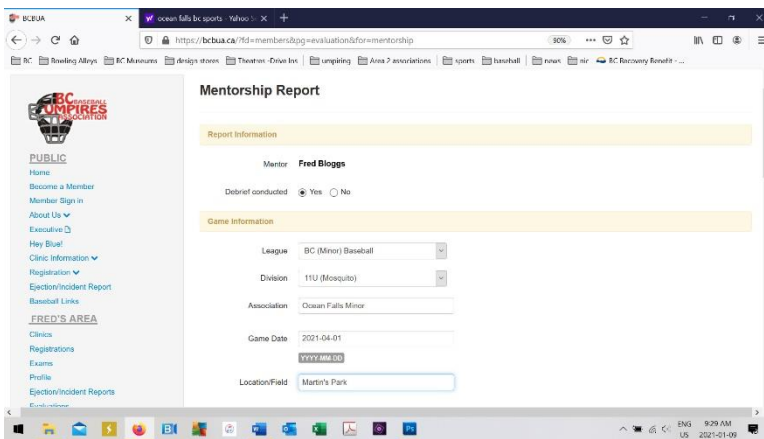 BCBUA
ocean falls bc sports - Yahoo S
https://bcbua.ca/?fd=members&pg=evaluation&for=mentorship
90%
BC
Bowling Alleys
BC Museums
design stores
Theatres -Drive Ins
umpiring
Area 2 associations
sports
baseball
news
nic
BC Recovery Benefit - ...
BC BASEBALL
UMPIRES
ASSOCIATION
PUBLIC
Home
Become a Member
Member Sign in
About Us
Executive
Hey Blue!
Clinic Information
Registration
Ejection/Incident Report
Baseball Links
FRED'S AREA
Clinics
Registrations
Exams
Profile
Ejection/Incident Reports
Evaluations
Mentorship Report
Report Information
Mentor Fred Bloggs
Debrief conducted Yes No
Game Information
League BC (Minor) Baseball
Division 11U (Mosquito)
Association Ocean Falls Minor
Game Date 2021-04-01
YYYY-MM-DD
Location/Field Martin's Park
ENG 9:29 AM
US 2021-01-09